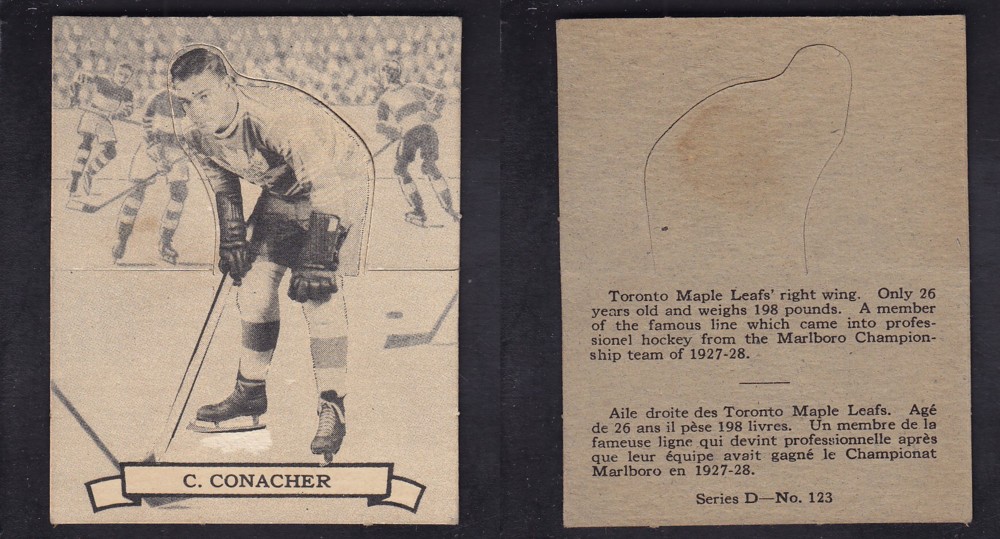 C. CONACHER
Toronto Maple Leafs' right wing. Only 26
years old and weighs 198 pounds. A member
of the famous line which came into profes-
sionel hockey from the Marlboro Champion-
ship team of 1927-28.
Aile droite des Toronto Maple Leafs. Agé
de 26 ans il pèse 198 livres. Un membre de la
fameuse ligne qui devint professionnelle après
que leur équipe avait gagné le Championat
Marlboro en 1927-28.
Series D—No. 123